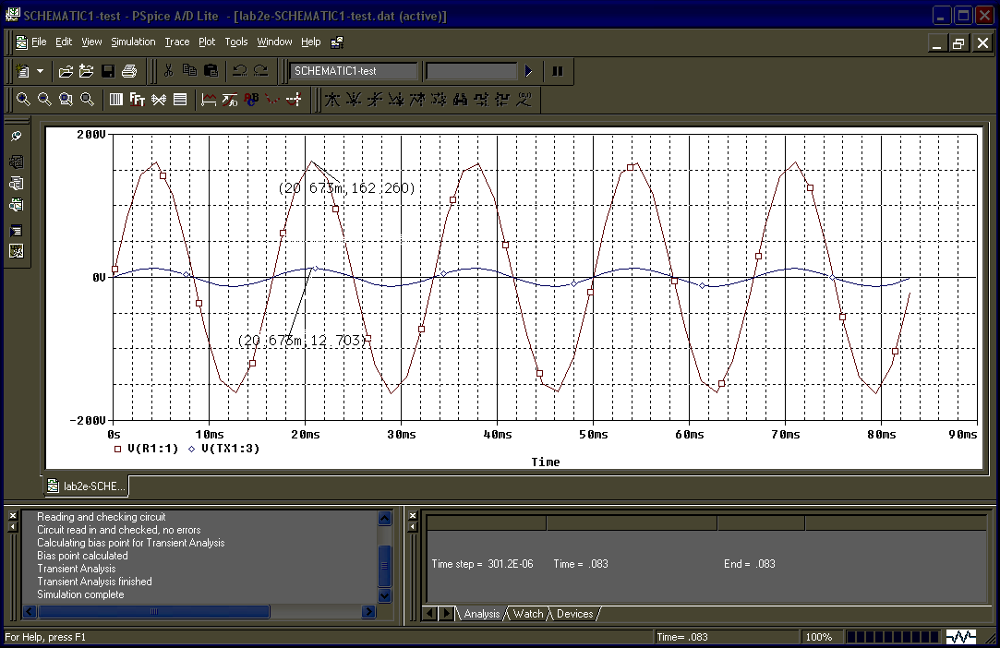 SCHEMATIC1-test - PSpice A/D Lite - [lab2e-SCHEMATIC1-test.dat (active)]
File Edit View Simulation Trace Plot Tools Window Help
SCHEMATIC1-test
200V
(20.673m,162.260)
0V
(20.673m,12.703)
-200V
0s 10ms 20ms 30ms 40ms 50ms 60ms 70ms 80ms 90ms
V(R1:1) V(TX1:3)
Time
lab2e-SCHE...
Reading and checking circuit
Circuit read in and checked, no errors
Calculating bias point for Transient Analysis
Bias point calculated
Transient Analysis
Transient Analysis finished
Simulation complete
Time step = 301.2E-06 Time = .083 End = .083
Analysis Watch Devices
For Help, press F1 Time= .083 100%